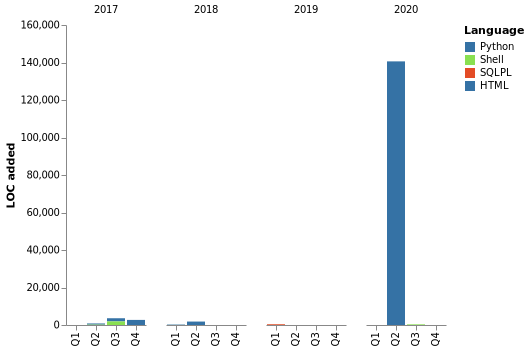 2017 2018 2019 2020
Language
Python
Shell
SQLPL
HTML
LOC added
160,000
140,000
120,000
100,000
80,000
60,000
40,000
20,000
0
Q1 Q2 Q3 Q4 Q1 Q2 Q3 Q4 Q1 Q2 Q3 Q4 Q1 Q2 Q3 Q4